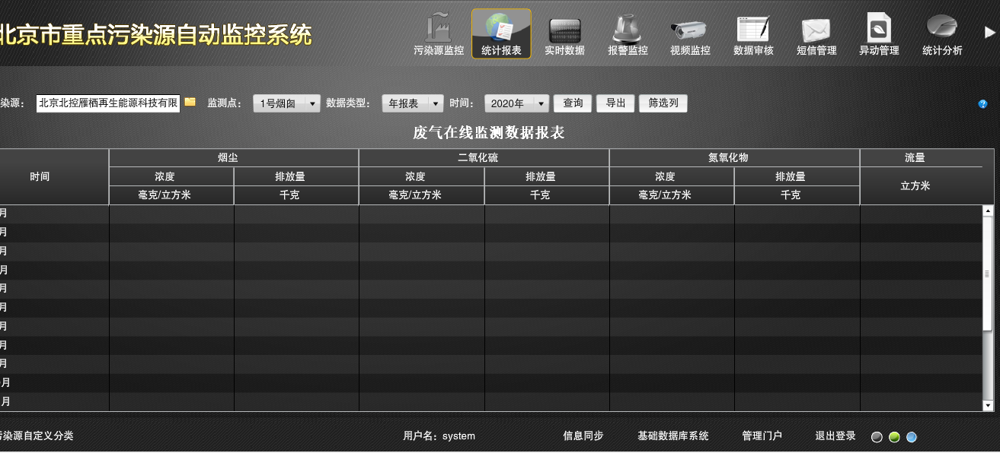 北京市重点污染源自动监控系统
污染源监控 统计报表 实时数据 报警监控 视频监控 数据审核 短信管理 异动管理 统计分析
染源： 北京北控雁栖再生能源科技有限 监测点： 1号烟囱 数据类型： 年报表 时间： 2020年 查询 导出 筛选列
废气在线监测数据报表
烟尘 二氧化硫 氮氧化物 流量
时间 浓度 排放量 浓度 排放量 浓度 排放量 立方米
毫克/立方米 千克 毫克/立方米 千克 毫克/立方米 千克
月
月
月
月
月
月
月
月
月
月
月
染源自定义分类 用户名：system 信息同步 基础数据库系统 管理门户 退出登录